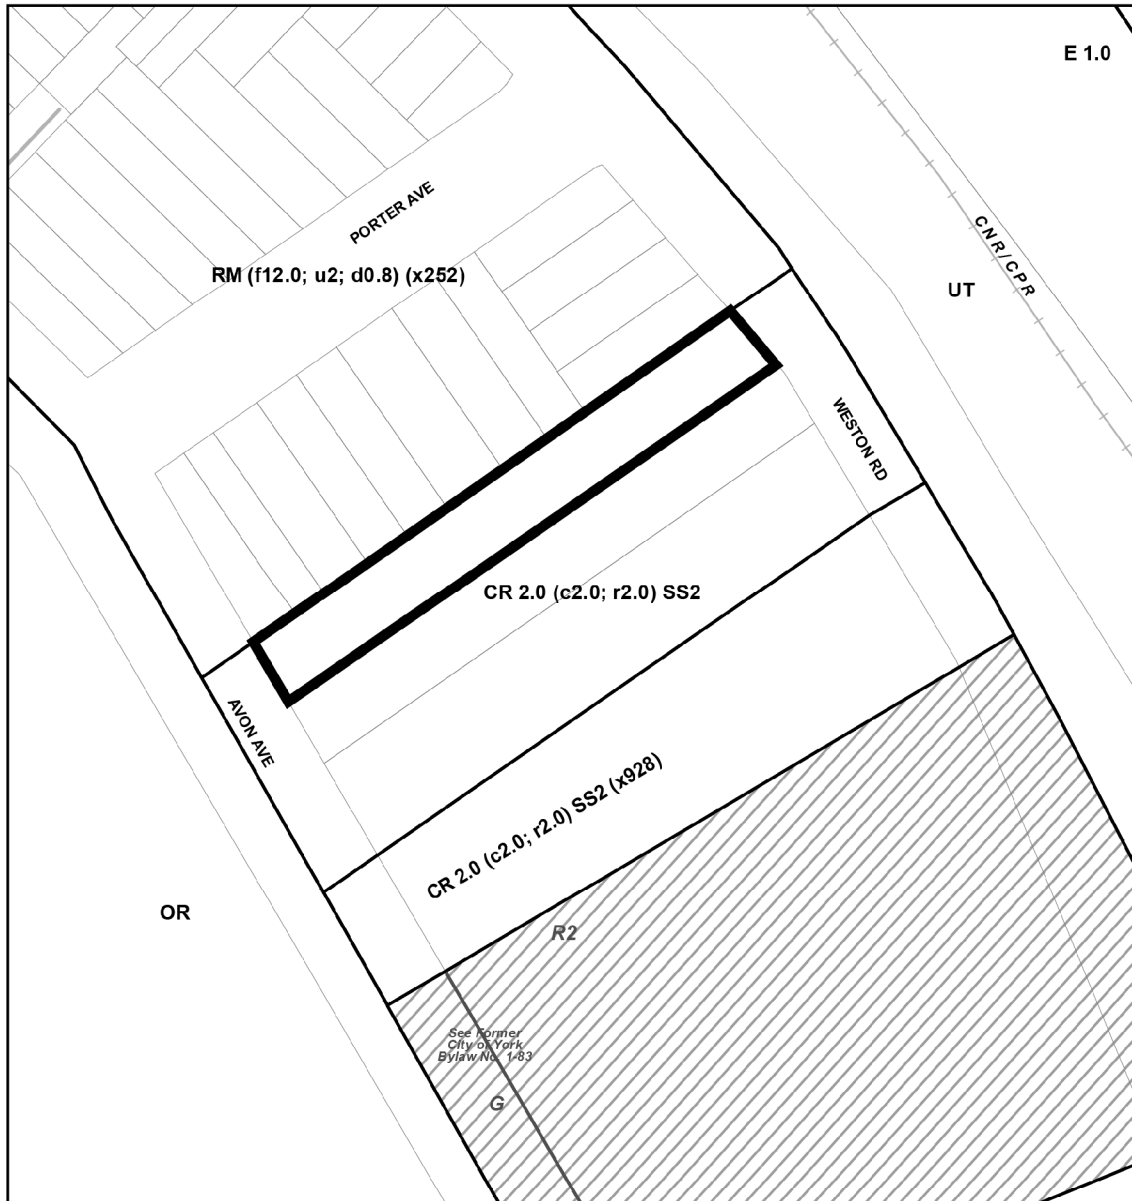 E 1.0
PORTER AVE
CNR/CPR
RM (f12.0; u2; d0.8) (x252)
UT
WESTON RD
CR 2.0 (c2.0; r2.0) SS2
AVON AVE
CR 2.0 (c2.0; r2.0) SS2 (x928)
OR
R2
See Former
City of York
Bylaw No. 1-83
G